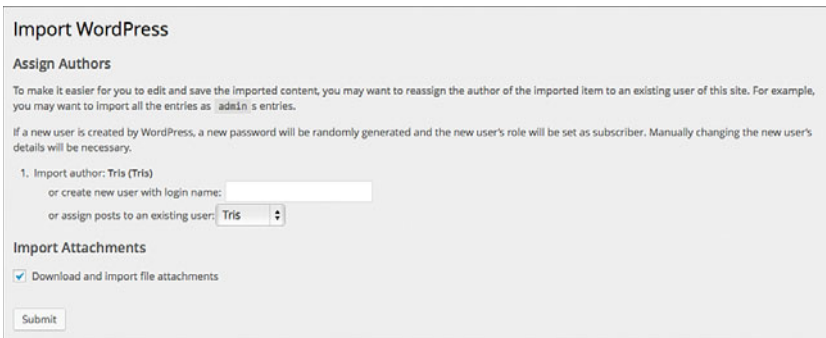 Import WordPress
Assign Authors
To make it easier for you to edit and save the imported content, you may want to reassign the author of the imported item to an existing user of this site. For example,
you may want to import all the entries as admin s entries.
If a new user is created by WordPress, a new password will be randomly generated and the new user's role will be set as subscriber. Manually changing the new user's
details will be necessary.
1. Import author: Tris (Tris)
or create new user with login name:
or assign posts to an existing user: Tris
Import Attachments
Download and import file attachments
Submit